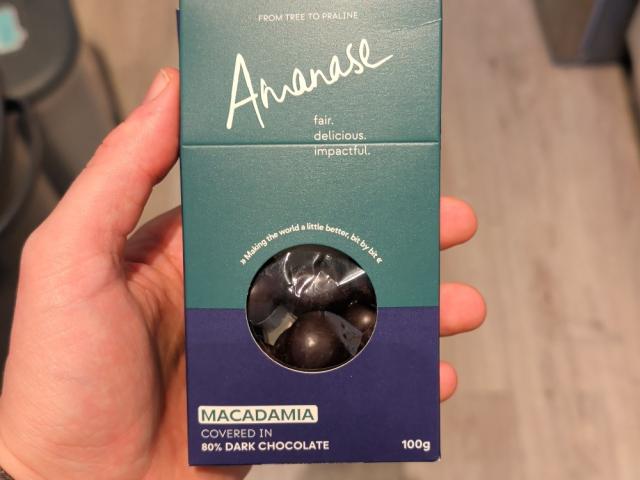 FROM TREE TO PRALINE
Amanase
fair.
delicious.
impactful.
» Making the world a little better, bit by bit «
MACADAMIA
COVERED IN
80% DARK CHOCOLATE
100g